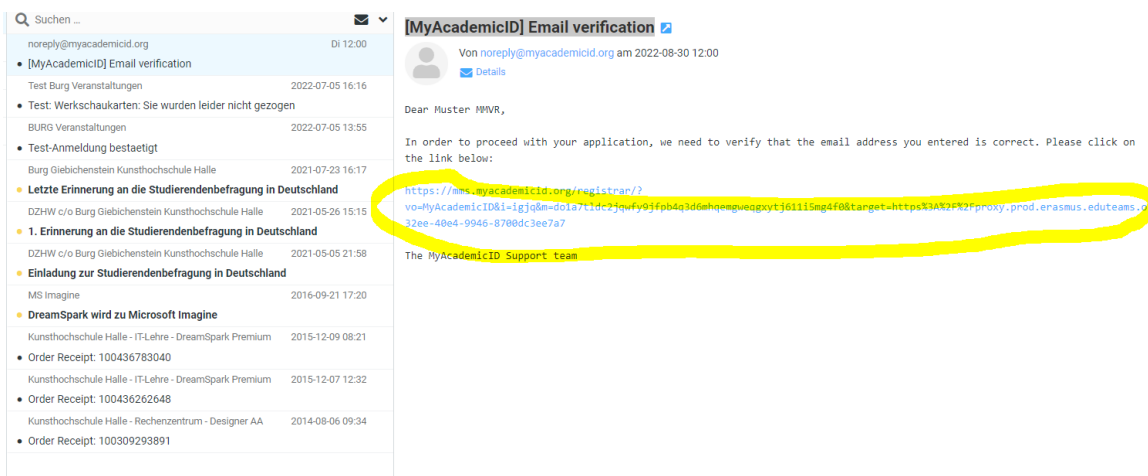 Suchen ...
noreply@myacademicid.org Di 12:00
[MyAcademicID] Email verification
Test Burg Veranstaltungen 2022-07-05 16:16
Test: Werkschaukarten: Sie wurden leider nicht gezogen
BURG Veranstaltungen 2022-07-05 13:55
Test-Anmeldung bestaetigt
Burg Giebichenstein Kunsthochschule Halle 2021-07-23 16:17
Letzte Erinnerung an die Studierendenbefragung in Deutschland
DZHW c/o Burg Giebichenstein Kunsthochschule Halle 2021-05-26 15:15
1. Erinnerung an die Studierendenbefragung in Deutschland
DZHW c/o Burg Giebichenstein Kunsthochschule Halle 2021-05-05 21:58
Einladung zur Studierendenbefragung in Deutschland
MS Imagine 2016-09-21 17:20
DreamSpark wird zu Microsoft Imagine
Kunsthochschule Halle - IT-Lehre - DreamSpark Premium 2015-12-09 08:21
Order Receipt: 100436783040
Kunsthochschule Halle - IT-Lehre - DreamSpark Premium 2015-12-07 12:32
Order Receipt: 100436262648
Kunsthochschule Halle - Rechenzentrum - Designer AA 2014-08-06 09:34
Order Receipt: 100309293891
[MyAcademicID] Email verification
Von noreply@myacademicid.org am 2022-08-30 12:00
Details
Dear Muster MMVR,
In order to proceed with your application, we need to verify that the email address you entered is correct. Please click on
the link below:
https://mms.myacademicid.org/registrar/?
32ee-40e4-9946-8700dc3ee7a7
The MyAcademicID Support team